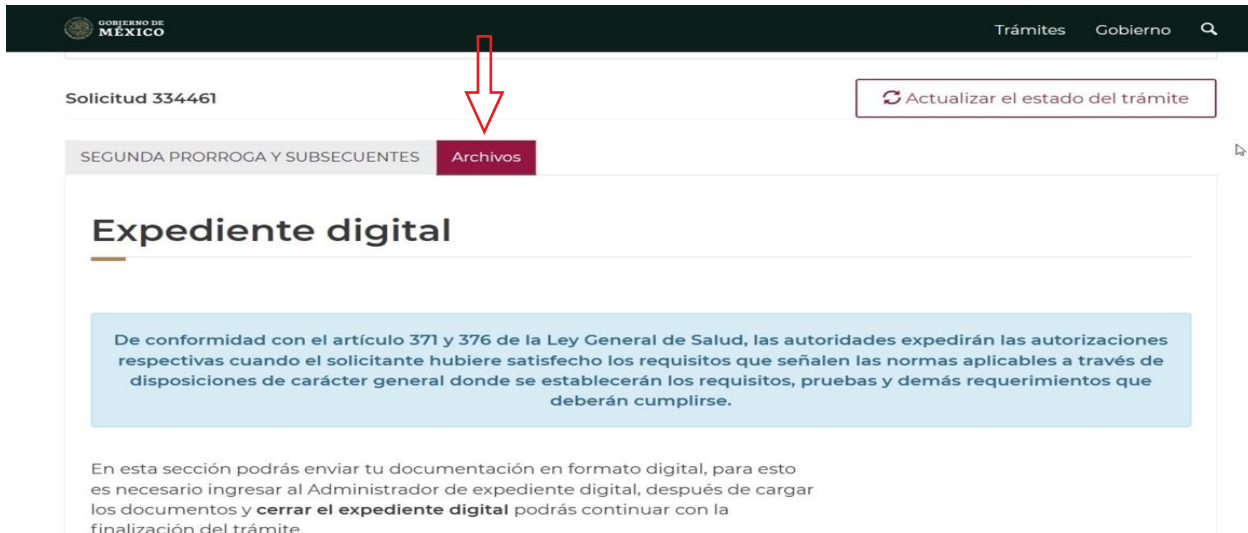 GOBIERNO DE
MÉXICO
Trámites Gobierno
Solicitud 334461
Actualizar el estado del trámite
SEGUNDA PRORROGA Y SUBSECUENTES Archivos
Expediente digital
De conformidad con el artículo 371 y 376 de la Ley General de Salud, las autoridades expedirán las autorizaciones
respectivas cuando el solicitante hubiere satisfecho los requisitos que señalen las normas aplicables a través de
disposiciones de carácter general donde se establecerán los requisitos, pruebas y demás requerimientos que
deberán cumplirse.
En esta sección podrás enviar tu documentación en formato digital, para esto
es necesario ingresar al Administrador de expediente digital, después de cargar
los documentos y cerrar el expediente digital podrás continuar con la
finalización del trámite.